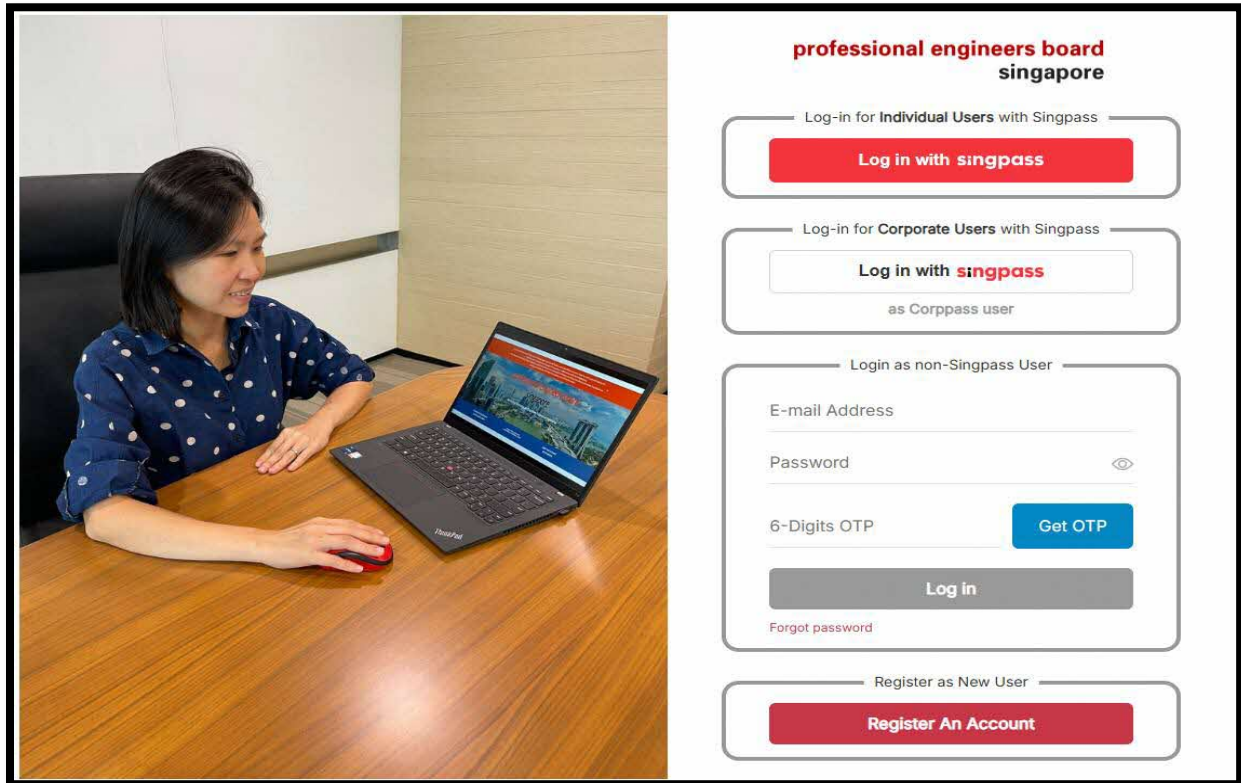 professional engineers board
singapore
Log-in for Individual Users with Singpass
Log in with singpass
Log-in for Corporate Users with Singpass
Log in with singpass
as Corppass user
Login as non-Singpass User
E-mail Address
Password
6-Digits OTP
Get OTP
Log in
Forgot password
Register as New User
Register An Account
ThinkPad